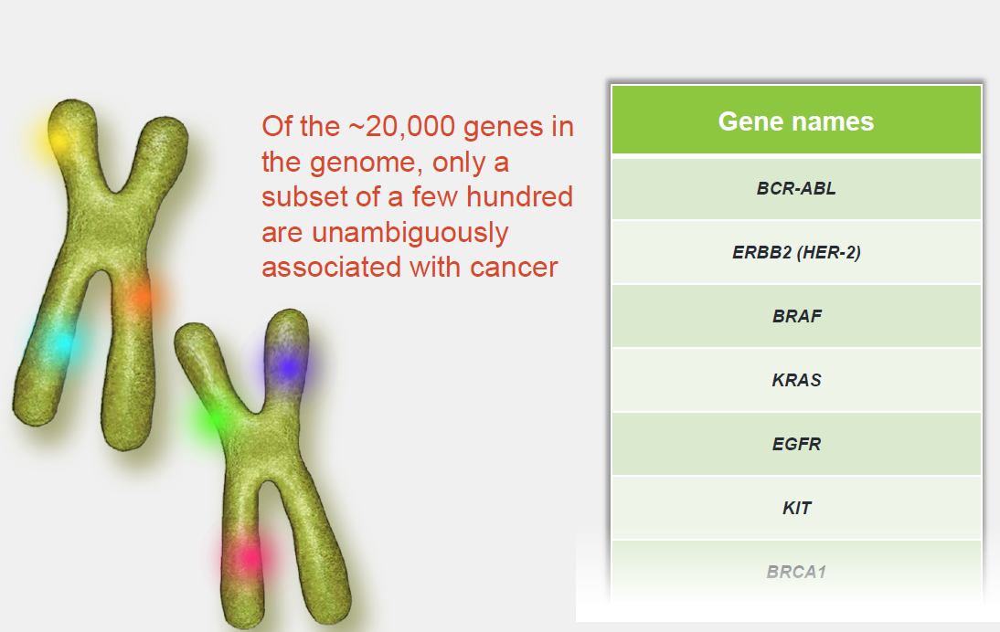 Of the ~20,000 genes in
the genome, only a
subset of a few hundred
are unambiguously
associated with cancer
Gene names
BCR-ABL
ERBB2 (HER-2)
BRAF
KRAS
EGFR
KIT
BRCA1